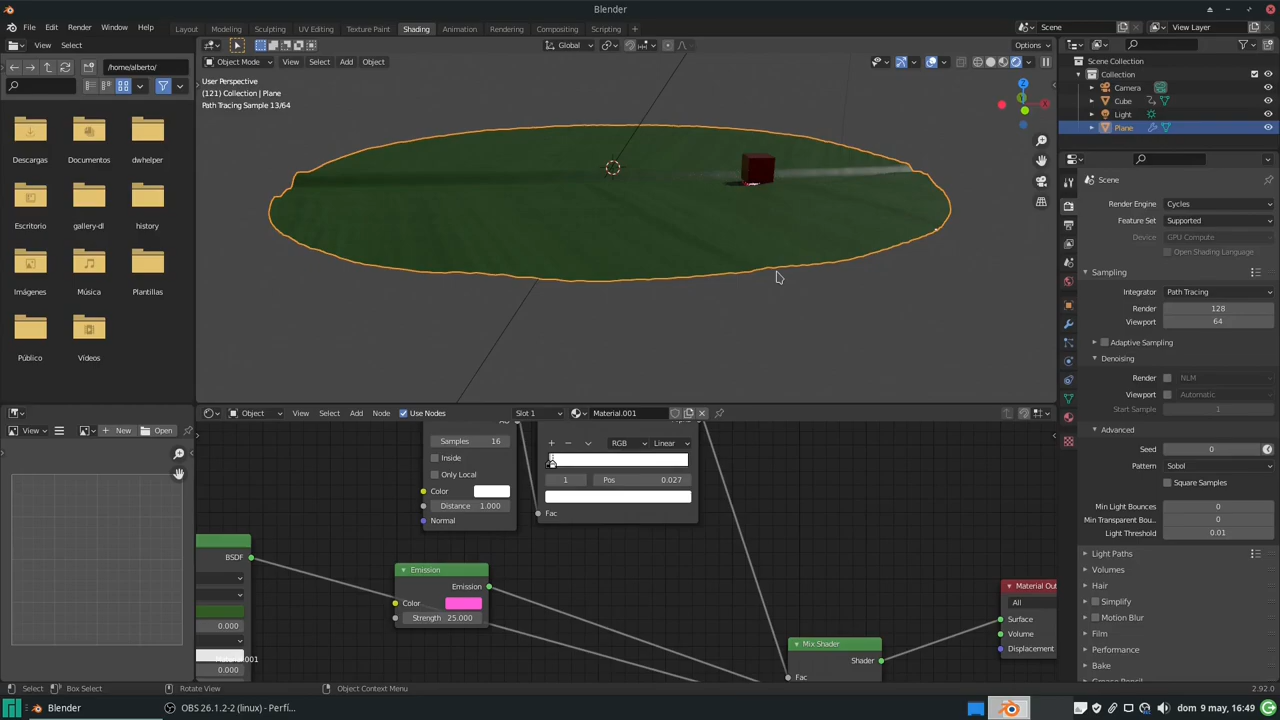 Blender
File Edit Render Window Help
Layout Modeling Sculpting UV Editing Texture Paint Shading Animation Rendering Compositing Scripting
Scene View Layer
View Select
Global
Options
/home/alberto/
Object Mode View Select Add Object
User Perspective
(121) Collection | Plane
Path Tracing Sample 13/64
Descargas Documentos dwhelper
Escritorio gallery-dl history
Imágenes Música Plantillas
Público Vídeos
Scene Collection
Collection
Camera
Cube
Light
Plane
Scene
Render Engine Cycles
Feature Set Supported
Device GPU Compute
Open Shading Language
Sampling
Integrator Path Tracing
Render 128
Viewport 64
Adaptive Sampling
Denoising
Render NLM
Viewport Automatic
Start Sample 1
Advanced
Seed 0
Pattern Sobol
Square Samples
Min Light Bounces 0
Min Transparent Bou... 0
Light Threshold 0.01
Light Paths
Volumes
Hair
Simplify
Motion Blur
Film
Performance
Bake
View New Open
Object View Select Add Node Use Nodes Slot 1 Material.001
Samples 16
Inside
Only Local
Color
Distance 1.000
Normal
RGB Linear
1 Pos 0.027
Fac
BSDF
0.000
0.000
Material.001
Emission
Emission
Color
Strength 25.000
Mix Shader
Shader
Fac
Material Out
All
Surface
Volume
Displacement
Select Box Select Rotate View Object Context Menu 2.92.0
Blender OBS 26.1.2-2 (linux) - Perfi... dom 9 may, 16:49